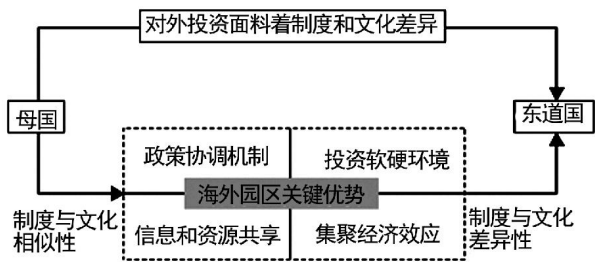 对外投资面料着制度和文化差异
母国
东道国
政策协调机制
投资软硬环境
海外园区关键优势
制度与文化
相似性
信息和资源共享
集聚经济效应
制度与文化
差异性